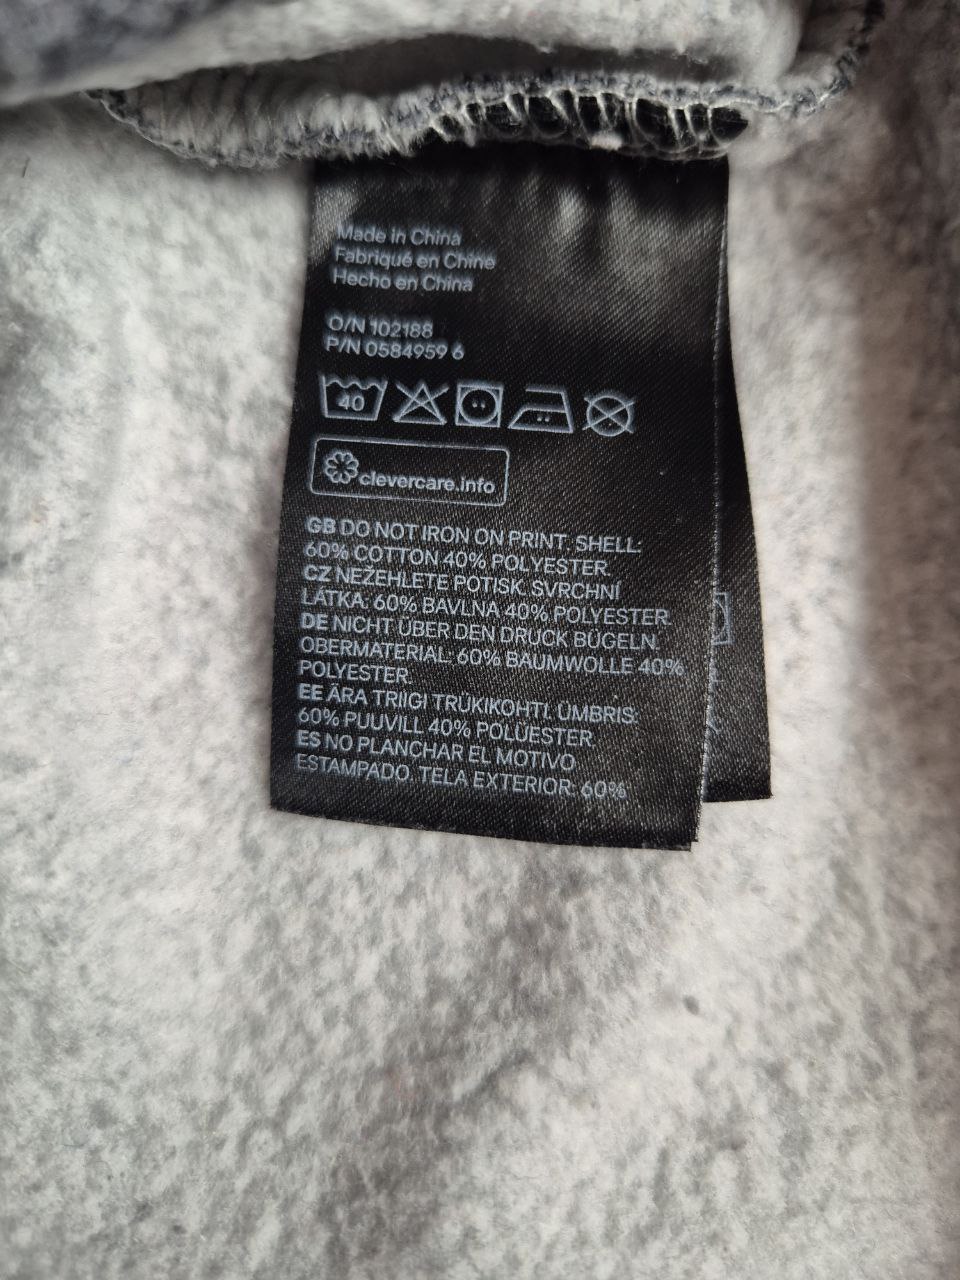 Made in China
Fabriqué en Chine
Hecho en China
O/N 102188
P/N 0584959 6
40
clevercare.info
GB DO NOT IRON ON PRINT. SHELL:
60% COTTON 40% POLYESTER.
CZ NEŽEHLETE POTISK. SVRCHNÍ
LÁTKA: 60% BAVLNA 40% POLYESTER.
DE NICHT ÜBER DEN DRUCK BÜGELN.
OBERMATERIAL: 60% BAUMWOLLE 40%
POLYESTER.
EE ÄRA TRIIGI TRÜKIKOHTI. ÜMBRIS:
60% PUUVILL 40% POLÜESTER.
ES NO PLANCHAR EL MOTIVO
ESTAMPADO. TELA EXTERIOR: 60%